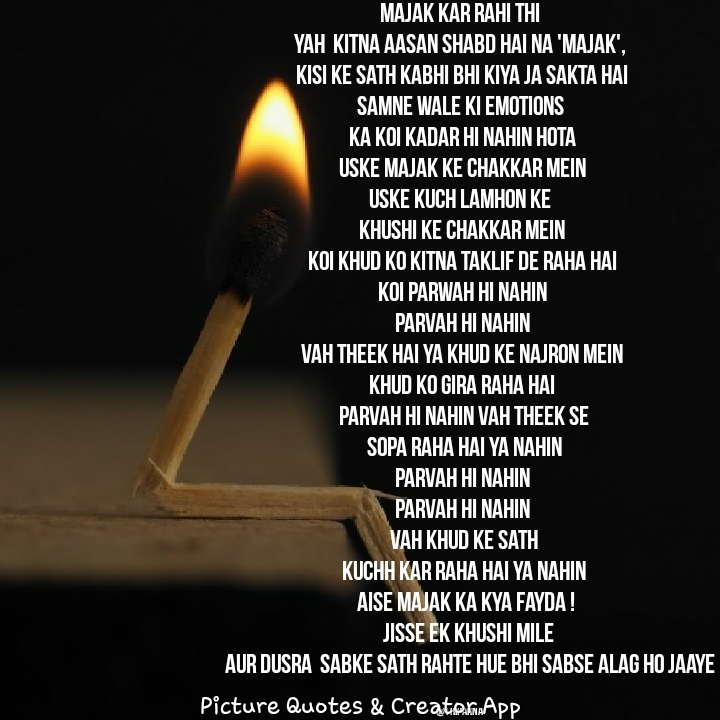 MAJAK KAR RAHI THI
YAH KITNA AASAN SHABD HAI NA 'MAJAK',
KISI KE SATH KABHI BHI KIYA JA SAKTA HAI
SAMNE WALE KI EMOTIONS
KA KOI KADAR HI NAHIN HOTA
USKE MAJAK KE CHAKKAR MEIN
USKE KUCH LAMHON KE
KHUSHI KE CHAKKAR MEIN
KOI KHUD KO KITNA TAKLIF DE RAHA HAI
KOI PARWAH HI NAHIN
PARVAH HI NAHIN
VAH THEEK HAI YA KHUD KE NAJRON MEIN
KHUD KO GIRA RAHA HAI
PARVAH HI NAHIN VAH THEEK SE
SOPA RAHA HAI YA NAHIN
PARVAH HI NAHIN
PARVAH HI NAHIN
VAH KHUD KE SATH
KUCHH KAR RAHA HAI YA NAHIN
AISE MAJAK KA KYA FAYDA !
JISSE EK KHUSHI MILE
AUR DUSRA SABKE SATH RAHTE HUE BHI SABSE ALAG HO JAAYE
Picture Quotes & Creator App